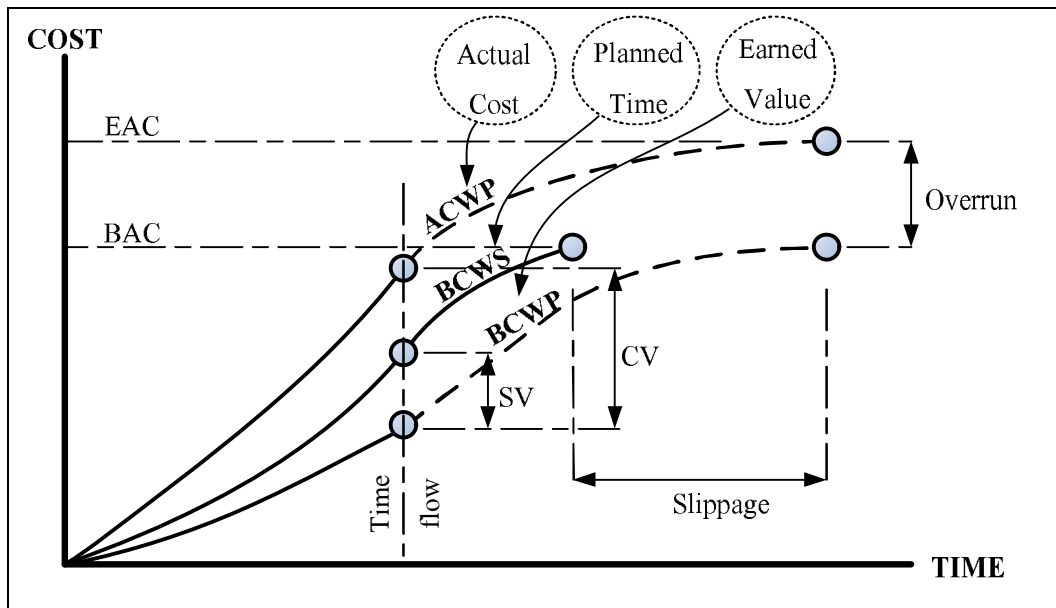 COST
Actual
Cost
Planned
Time
Earned
Value
EAC
BAC
ACWP
BCWS
BCWP
Overrun
CV
SV
Time
flow
Slippage
TIME